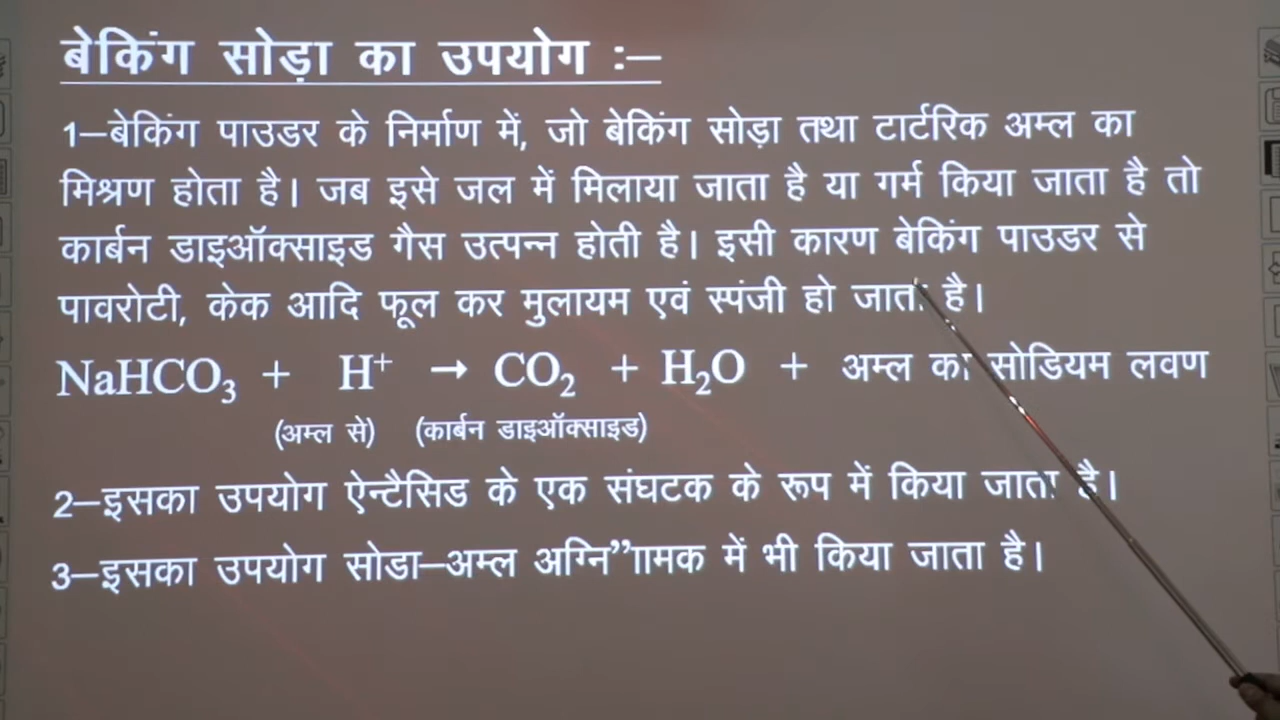 बेकिंग सोड़ा का उपयोग :–
1–बेकिंग पाउडर के निर्माण में, जो बेकिंग सोड़ा तथा टार्टरिक अम्ल का
मिश्रण होता है। जब इसे जल में मिलाया जाता है या गर्म किया जाता है तो
कार्बन डाइऑक्साइड गैस उत्पन्न होती है। इसी कारण बेकिंग पाउडर से
पावरोटी, केक आदि फूल कर मुलायम एवं स्पंजी हो जाता है।
NaHCO₃ + H⁺ → CO₂ + H₂O + अम्ल का सोडियम लवण
(अम्ल से) (कार्बन डाइऑक्साइड)
2–इसका उपयोग ऐन्टैसिड के एक संघटक के रूप में किया जाता है।
3–इसका उपयोग सोडा–अम्ल अग्नि”ाामक में भी किया जाता है।